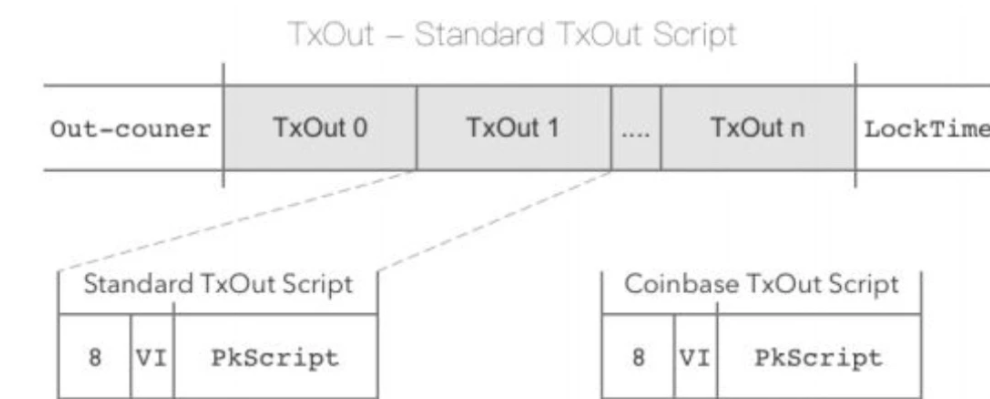 TxOut – Standard TxOut Script
Out-couner TxOut 0 TxOut 1 .... TxOut n LockTime
Standard TxOut Script Coinbase TxOut Script
8 VI PkScript 8 VI PkScript